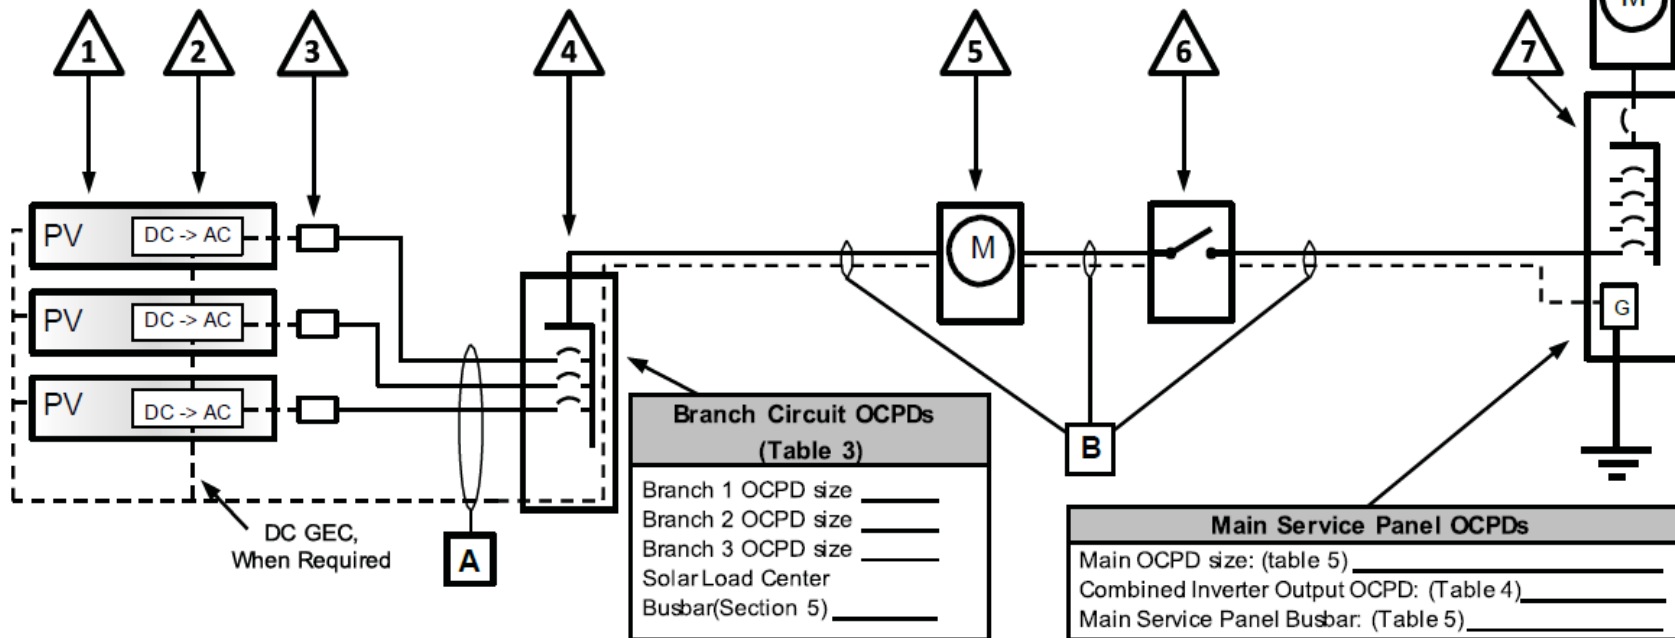 1
2
3
4
5
6
7
M
PV
DC -> AC
PV
DC -> AC
PV
DC -> AC
M
G
DC GEC,
When Required
A
B
Branch Circuit OCPDs
(Table 3)
Branch 1 OCPD size
Branch 2 OCPD size
Branch 3 OCPD size
Solar Load Center
Busbar(Section 5)
Main Service Panel OCPDs
Main OCPD size: (table 5)
Combined Inverter Output OCPD: (Table 4)
Main Service Panel Busbar: (Table 5)